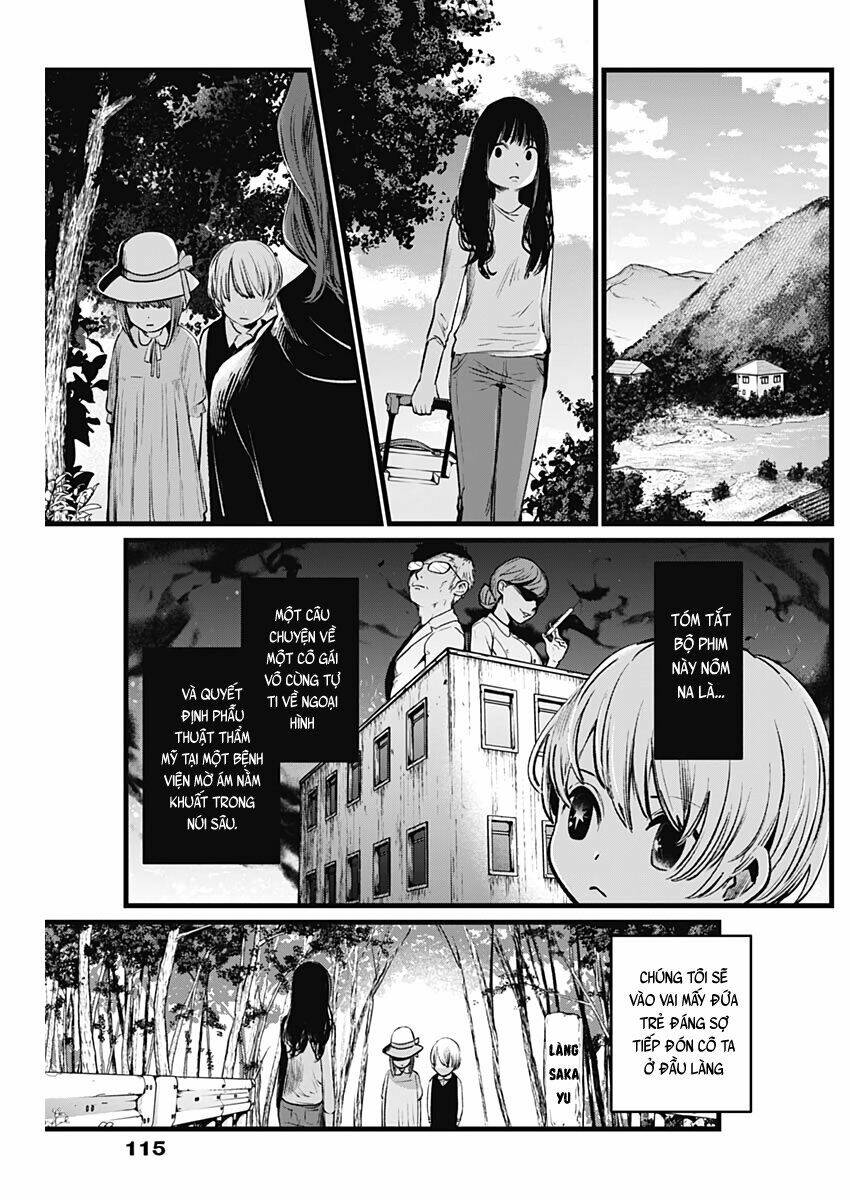 TÓM TẮT
BỘ PHIM
NÀY NÔM
NA LÀ...
MỘT CÂU
CHUYỆN VỀ
MỘT CÔ GÁI
VÔ CÙNG TỰ
TI VỀ NGOẠI
HÌNH
VÀ QUYẾT
ĐỊNH PHẪU
THUẬT THẨM
MỸ TẠI MỘT BỆNH
VIỆN MỜ ÁM NẰM
KHUẤT TRONG
NÚI SÂU.
CHÚNG TÔI SẼ
VÀO VAI MẤY ĐỨA
TRẺ ĐÁNG SỢ
TIẾP ĐÓN CÔ TA
Ở ĐẦU LÀNG
LÀNG
SAKA
YU
115